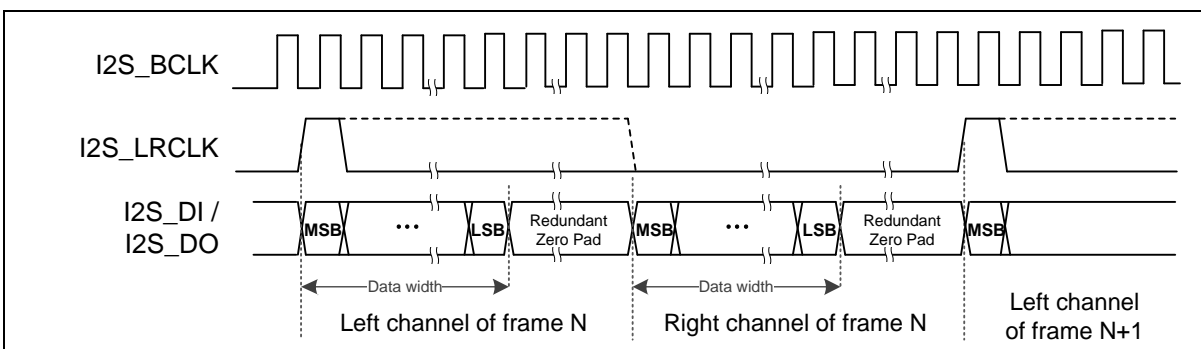 I2S_BCLK
I2S_LRCLK
I2S_DI /
I2S_DO
MSB ... LSB Redundant Zero Pad MSB ... LSB Redundant Zero Pad MSB
Data width Data width
Left channel of frame N Right channel of frame N Left channel of frame N+1